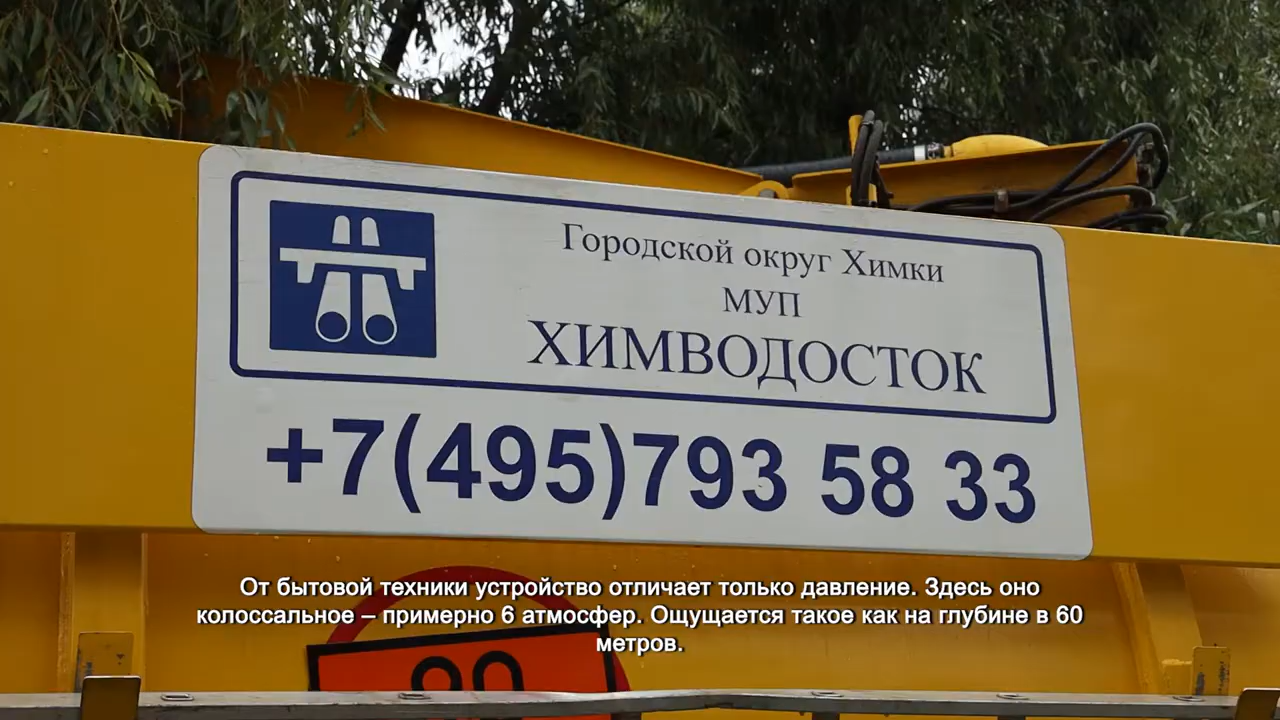 Городской округ Химки
МУП
ХИМВОДОСТОК
+7(495)793 58 33
От бытовой техники устройство отличает только давление. Здесь оно
колоссальное – примерно 6 атмосфер. Ощущается такое как на глубине в 60
метров.